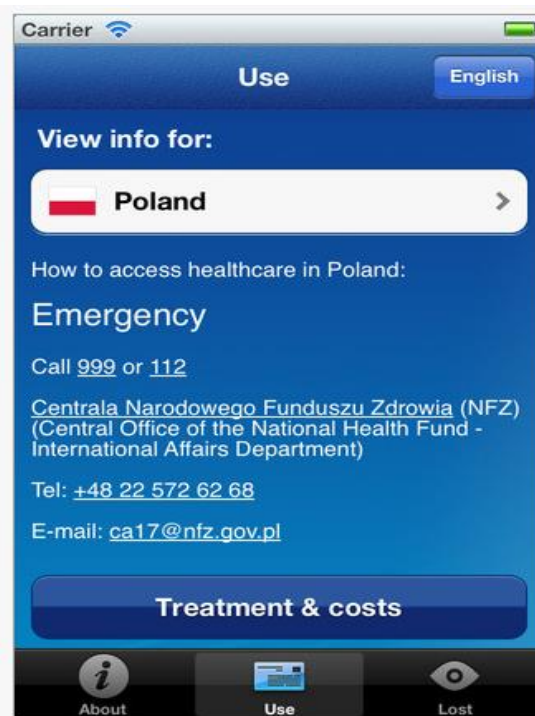 Carrier
Use
English
View info for:
Poland
How to access healthcare in Poland:
Emergency
Call 999 or 112
Centrala Narodowego Funduszu Zdrowia (NFZ)
(Central Office of the National Health Fund -
International Affairs Department)
Tel: +48 22 572 62 68
E-mail: ca17@nfz.gov.pl
Treatment & costs
About
Use
Lost